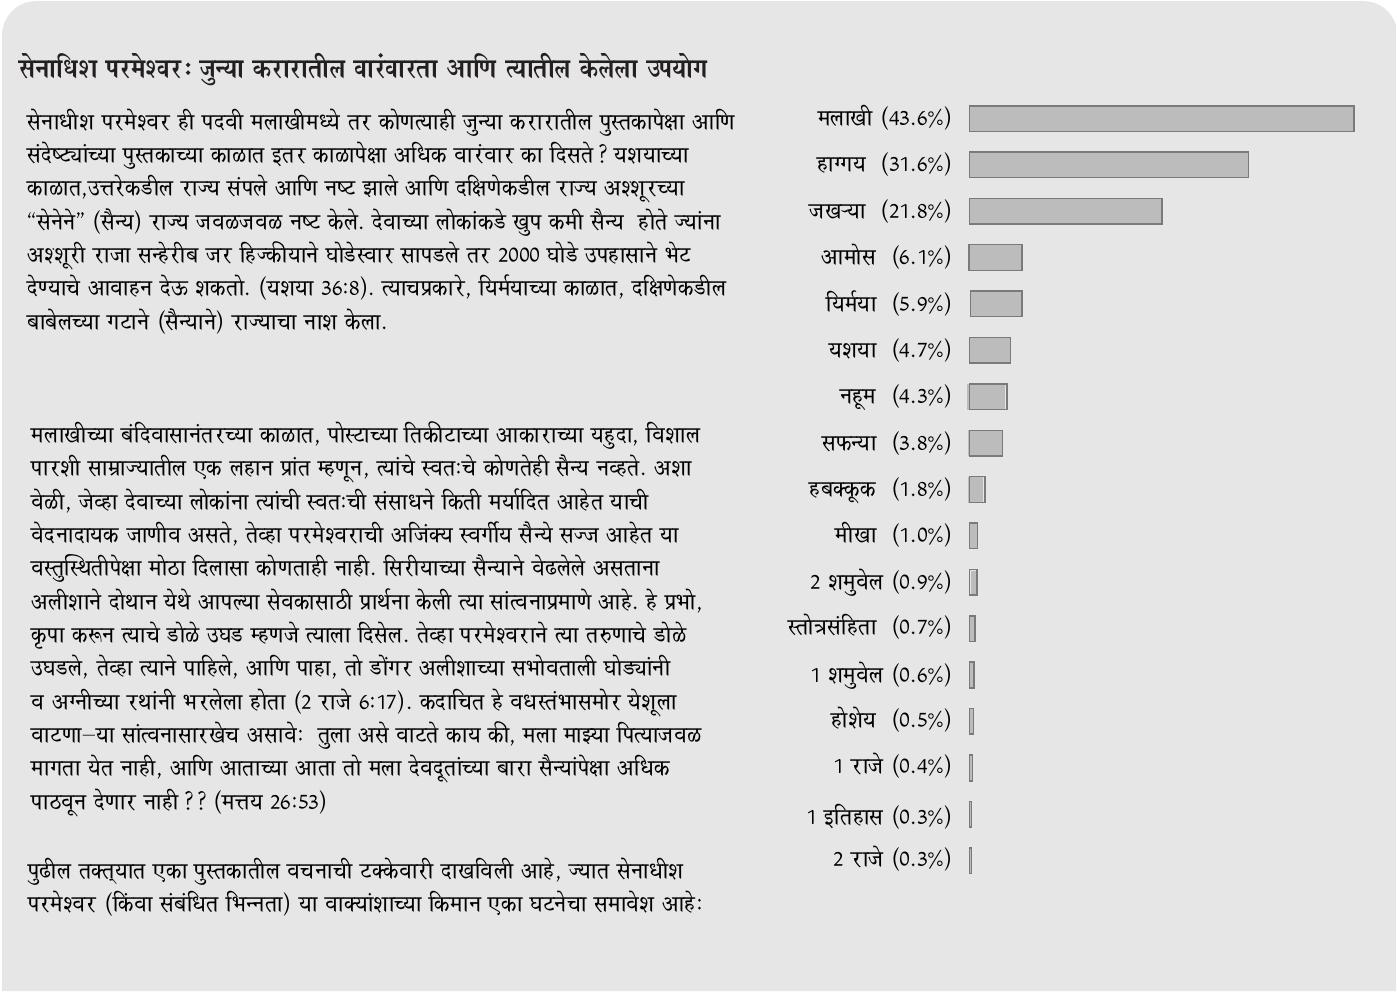 सेनाधिश परमेश्वर: जुन्या करारातील वारंवारता आणि त्यातील केलेला उपयोग
सेनाधीश परमेश्वर ही पदवी मलाखीमध्ये तर कोणत्याही जुन्या करारातील पुस्तकापेक्षा आणि
संदेष्ट्यांच्या पुस्तकाच्या काळात इतर काळापेक्षा अधिक वारंवार का दिसते ? यशयाच्या
काळात,उत्तरेकडील राज्य संपले आणि नष्ट झाले आणि दक्षिणेकडील राज्य अश्शूरच्या
“सेनेने” (सैन्य) राज्य जवळजवळ नष्ट केले. देवाच्या लोकांकडे खुप कमी सैन्य होते ज्यांना
अश्शूरी राजा सन्हेरीब जर हिज्कीयाने घोडेस्वार सापडले तर 2000 घोडे उपहासाने भेट
देण्याचे आवाहन देऊ शकतो. (यशया 36:8). त्याचप्रकारे, यिर्मयाच्या काळात, दक्षिणेकडील
बाबेलच्या गटाने (सैन्याने) राज्याचा नाश केला.
मलाखीच्या बंदिवासानंतरच्या काळात, पोस्टाच्या तिकीटाच्या आकाराच्या यहुदा, विशाल
पारशी साम्राज्यातील एक लहान प्रांत म्हणून, त्यांचे स्वतःचे कोणतेही सैन्य नव्हते. अशा
वेळी, जेव्हा देवाच्या लोकांना त्यांची स्वतःची संसाधने किती मर्यादित आहेत याची
वेदनादायक जाणीव असते, तेव्हा परमेश्वराची अजिंक्य स्वर्गीय सैन्ये सज्ज आहेत या
वस्तुस्थितीपेक्षा मोठा दिलासा कोणताही नाही. सिरीयाच्या सैन्याने वेढलेले असताना
अलीशाने दोथान येथे आपल्या सेवकासाठी प्रार्थना केली त्या सांत्वनाप्रमाणे आहे. हे प्रभो,
कृपा करून त्याचे डोळे उघड म्हणजे त्याला दिसेल. तेव्हा परमेश्वराने त्या तरुणाचे डोळे
उघडले, तेव्हा त्याने पाहिले, आणि पाहा, तो डोंगर अलीशाच्या सभोवताली घोड्यांनी
व अग्नीच्या रथांनी भरलेला होता (2 राजे 6:17). कदाचित हे वधस्तंभासमोर येशूला
वाटणा–या सांत्वनासारखेच असावे: तुला असे वाटते काय की, मला माझ्या पित्याजवळ
मागता येत नाही, आणि आताच्या आता तो मला देवदूतांच्या बारा सैन्यांपेक्षा अधिक
पाठवून देणार नाही ?? (मत्तय 26:53)
पुढील तक्त्यात एका पुस्तकातील वचनाची टक्केवारी दाखविली आहे, ज्यात सेनाधीश
परमेश्वर (किंवा संबंधित भिन्नता) या वाक्यांशाच्या किमान एका घटनेचा समावेश आहे:
मलाखी (43.6%)
हाग्गय (31.6%)
जखऱ्या (21.8%)
आमोस (6.1%)
यिर्मया (5.9%)
यशया (4.7%)
नहूम (4.3%)
सफन्या (3.8%)
हबक्कूक (1.8%)
मीखा (1.0%)
2 शमुवेल (0.9%)
स्तोत्रसंहिता (0.7%)
1 शमुवेल (0.6%)
होशेय (0.5%)
1 राजे (0.4%)
1 इतिहास (0.3%)
2 राजे (0.3%)